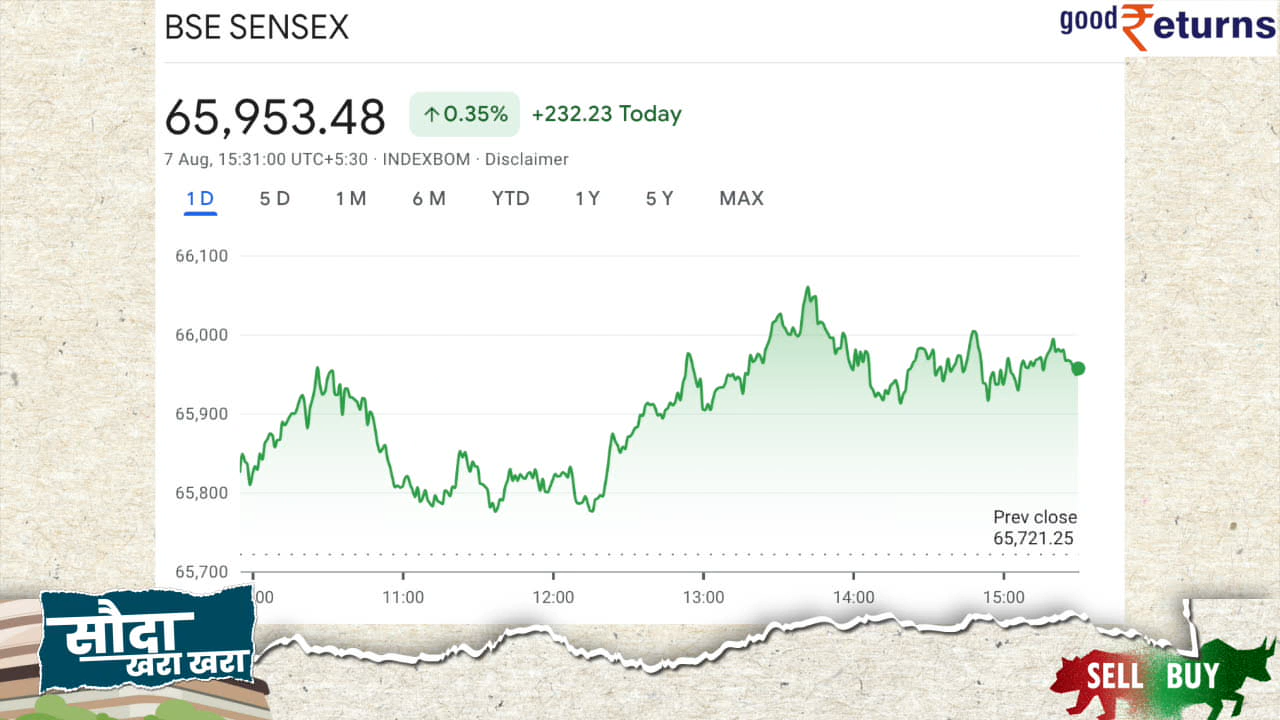 BSE SENSEX
good ₹eturns
65,953.48 ↑0.35% +232.23 Today
7 Aug, 15:31:00 UTC+5:30 · INDEXBOM · Disclaimer
1 D 5 D 1 M 6 M YTD 1 Y 5 Y MAX
66,100
66,000
65,900
65,800
Prev close
65,721.25
65,700
:00 11:00 12:00 13:00 14:00 15:00
सौदा
खरा खरा
SELL BUY